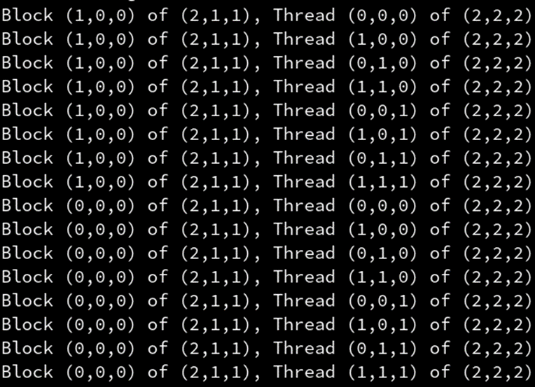 Block (1,0,0) of (2,1,1), Thread (0,0,0) of (2,2,2)
Block (1,0,0) of (2,1,1), Thread (1,0,0) of (2,2,2)
Block (1,0,0) of (2,1,1), Thread (0,1,0) of (2,2,2)
Block (1,0,0) of (2,1,1), Thread (1,1,0) of (2,2,2)
Block (1,0,0) of (2,1,1), Thread (0,0,1) of (2,2,2)
Block (1,0,0) of (2,1,1), Thread (1,0,1) of (2,2,2)
Block (1,0,0) of (2,1,1), Thread (0,1,1) of (2,2,2)
Block (1,0,0) of (2,1,1), Thread (1,1,1) of (2,2,2)
Block (0,0,0) of (2,1,1), Thread (0,0,0) of (2,2,2)
Block (0,0,0) of (2,1,1), Thread (1,0,0) of (2,2,2)
Block (0,0,0) of (2,1,1), Thread (0,1,0) of (2,2,2)
Block (0,0,0) of (2,1,1), Thread (1,1,0) of (2,2,2)
Block (0,0,0) of (2,1,1), Thread (0,0,1) of (2,2,2)
Block (0,0,0) of (2,1,1), Thread (1,0,1) of (2,2,2)
Block (0,0,0) of (2,1,1), Thread (0,1,1) of (2,2,2)
Block (0,0,0) of (2,1,1), Thread (1,1,1) of (2,2,2)